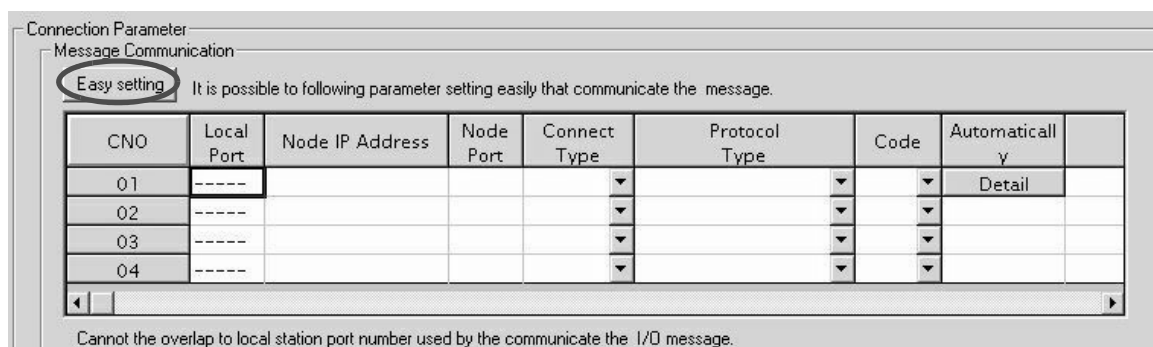 Connection Parameter
Message Communication
Easy setting It is possible to following parameter setting easily that communicate the message.
CNO Local Port Node IP Address Node Port Connect Type Protocol Type Code Automaticall y
01 ----- Detail
02 -----
03 -----
04 -----
Cannot the overlap to local station port number used by the communicate the I/O message.